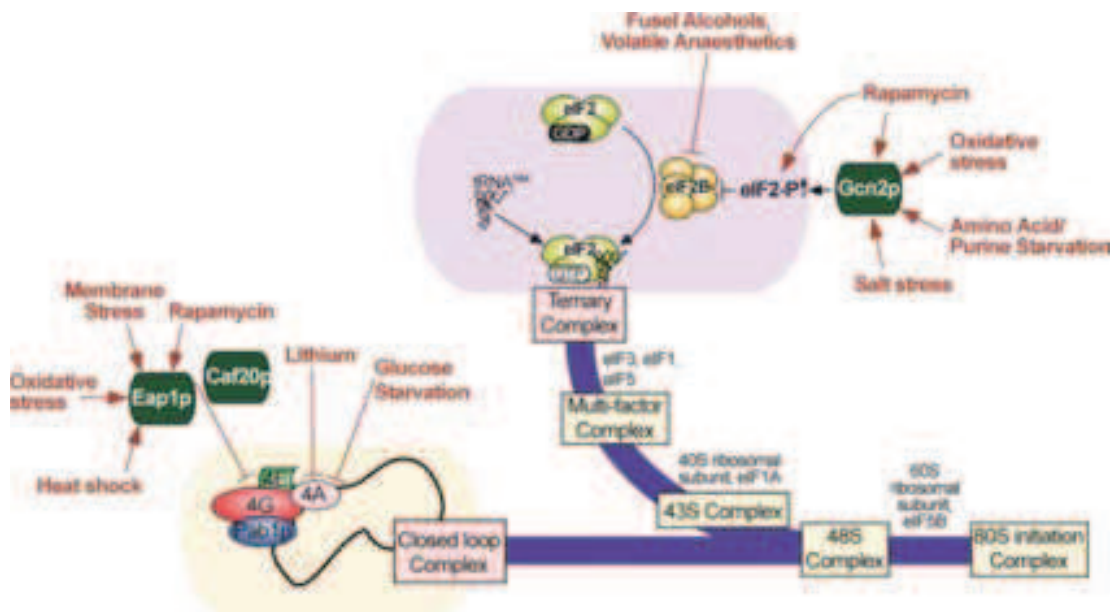 Fusel Alcohols,
Volatile Anaesthetics
Rapamycin
eIF2
GDP
Oxidative
stress
eIF2B
eIF2-P
Gcn2p
eIF2
Amino Acid/
Purine Starvation
Salt stress
Ternary
Complex
Membrane
Stress
Rapamycin
Lithium
Glucose
Starvation
Caf20p
Oxidative
stress
Eap1p
Heat shock
eIF3, eIF1,
eIF5
Multi-factor
Complex
4A
4G
Pab1p
40S ribosomal
subunit, eIF1A
43S Complex
60S
ribosomal
subunit,
eIF5B
Closed loop
Complex
48S
Complex
80S initiation
Complex